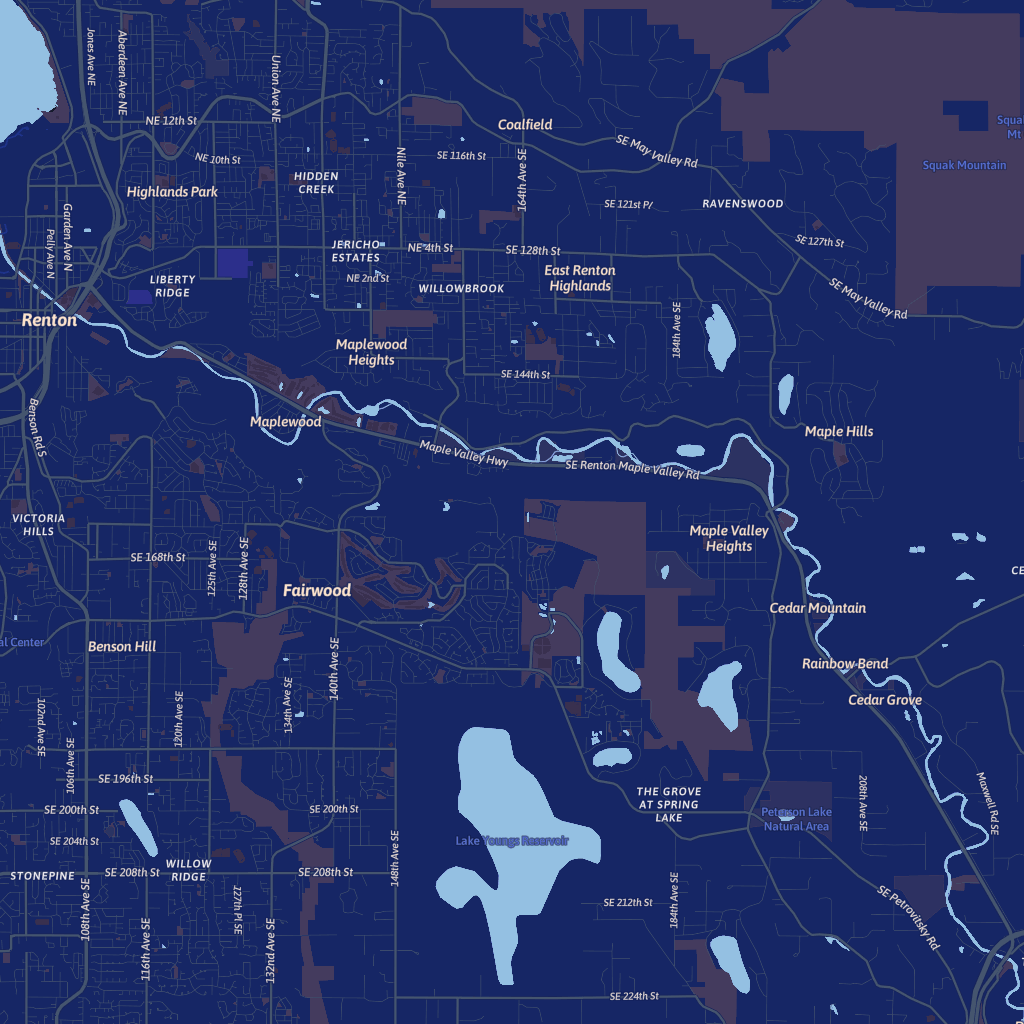 Jones Ave NE
Aberdeen Ave NE
Union Ave NE
NE 12th St
NE 10th St
Coalfield
SE May Valley Rd
SE 116th St
Squak Mountain
HIDDEN
CREEK
Highlands Park
Nile Ave NE
164th Ave SE
SE 121st Pl
RAVENSWOOD
Garden Ave N
Pelly Ave N
JERICHO
ESTATES
NE 4th St
SE 128th St
SE 127th St
LIBERTY
RIDGE
NE 2nd St
WILLOWBROOK
East Renton
Highlands
SE May Valley Rd
Renton
184th Ave SE
Maplewood
Heights
SE 144th St
Benson Rd S
Maplewood
Maple Valley Hwy
SE Renton Maple Valley Rd
Maple Hills
VICTORIA
HILLS
Maple Valley
Heights
SE 168th St
125th Ave SE
128th Ave SE
Fairwood
Cedar Mountain
Benson Hill
al Center
140th Ave SE
Rainbow Bend
Cedar Grove
102nd Ave SE
120th Ave SE
134th Ave SE
106th Ave SE
SE 196th St
SE 200th St
SE 200th St
THE GROVE
AT SPRING
LAKE
Peterson Lake
Natural Area
208th Ave SE
Maxwell Rd SE
SE 204th St
Lake Youngs Reservoir
148th Ave SE
STONEPINE
SE 208th St
WILLOW
RIDGE
SE 208th St
108th Ave SE
127th Pl SE
116th Ave SE
132nd Ave SE
SE 212th St
184th Ave SE
SE Petrovitsky Rd
SE 224th St